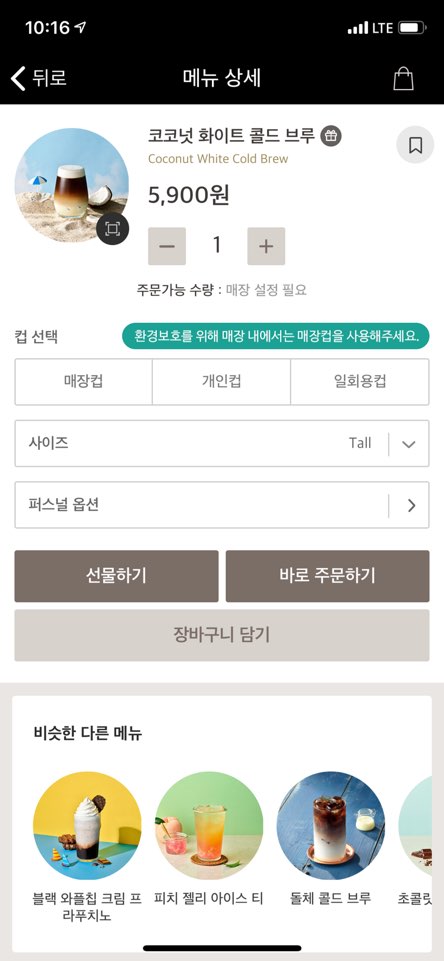 10:16
LTE
뒤로
메뉴 상세
코코넛 화이트 콜드 브루
Coconut White Cold Brew
5,900원
1
주문가능 수량 : 매장 설정 필요
컵 선택
환경보호를 위해 매장 내에서는 매장컵을 사용해주세요.
매장컵 개인컵 일회용컵
사이즈 Tall
퍼스널 옵션
선물하기 바로 주문하기
장바구니 담기
비슷한 다른 메뉴
블랙 와플칩 크림 프
라푸치노
피치 젤리 아이스 티
돌체 콜드 브루
초콜릿